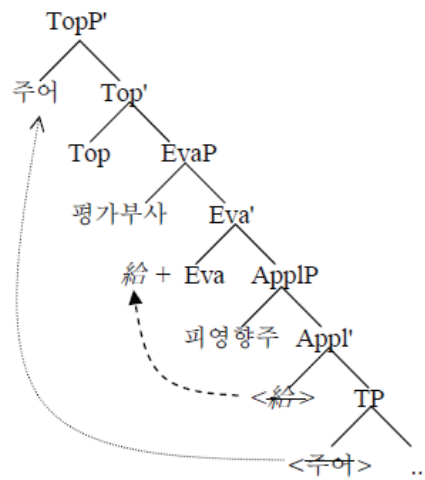 TopP'
주어 Top'
Top EvaP
평가부사 Eva'
給 + Eva ApplP
피영향주 Appl'
<給> TP
<주어> ..